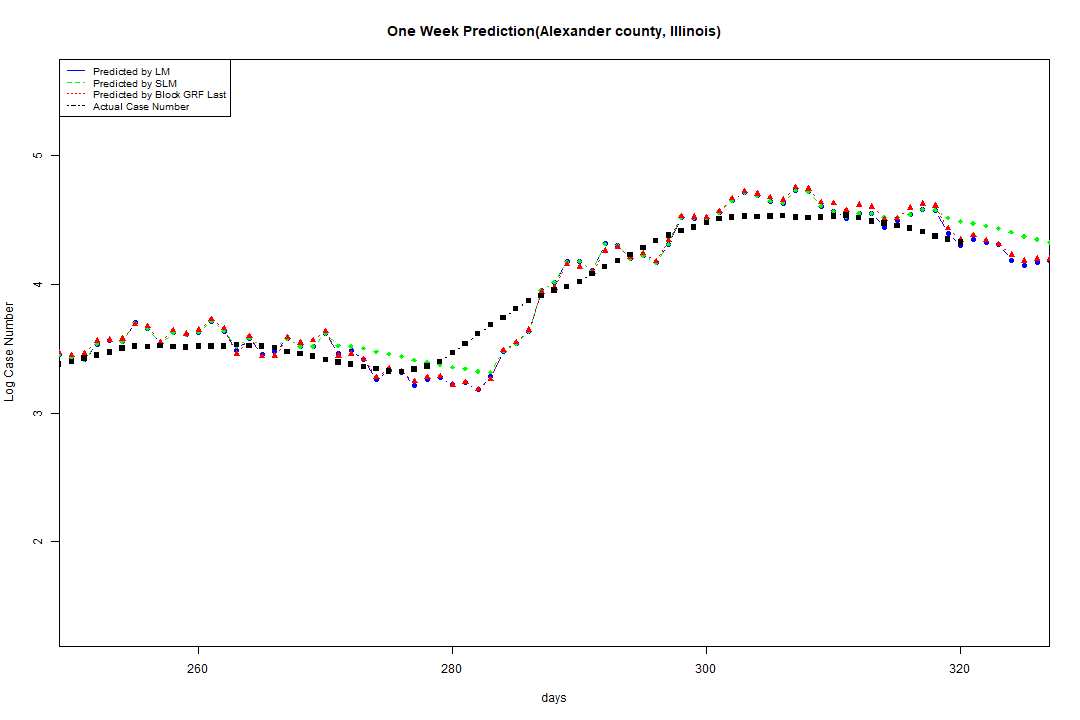 One Week Prediction(Alexander county, Illinois)
Predicted by LM
Predicted by SLM
Predicted by Block GRF Last
Actual Case Number
Log Case Number
5
4
3
2
260 280 300 320
days